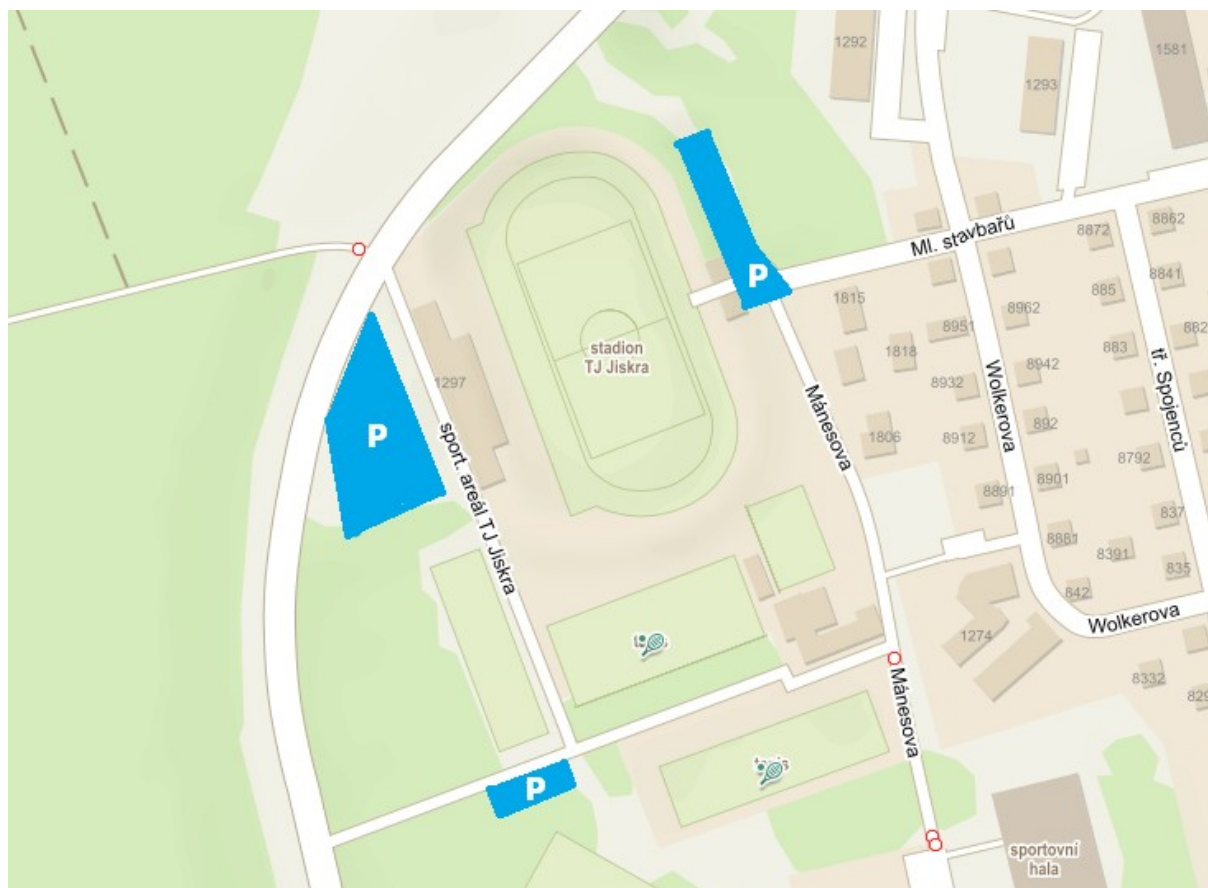 1292
1293
1581
8862
8872
Ml. stavbařů
P
8841
885
1815
8962
8951
882
stadion
TJ Jiskra
1818
883
8942
1297
8932
Wolkerova
tř. Spojenců
P
Mánesova
892
1806
8912
8792
sport. areál TJ Jiskra
8901
8891
837
8881
8391
835
842
Wolkerova
1274
8332
Mánesova
829
P
sportovní
hala